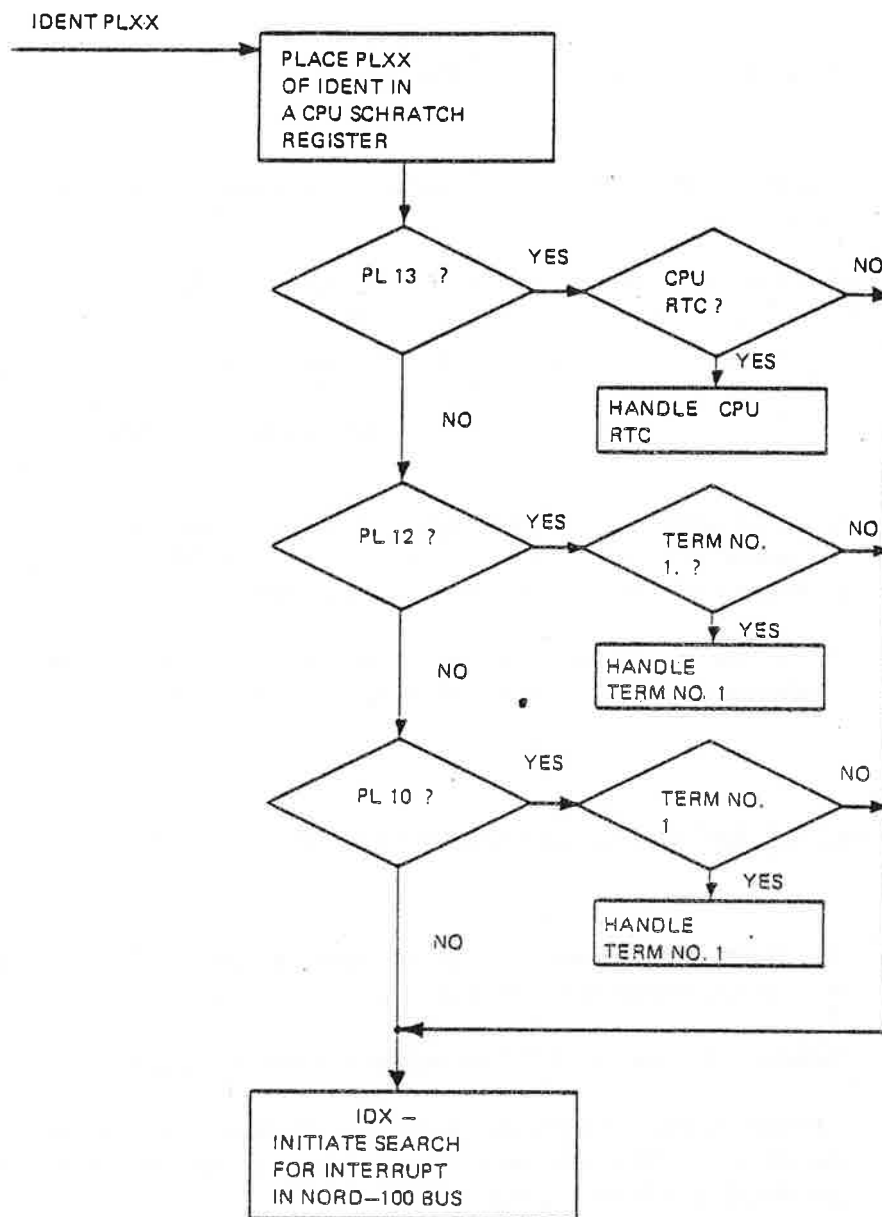 IDENT PLXX
PLACE PLXX
OF IDENT IN
A CPU SCHRATCH
REGISTER
PL 13 ?
YES
CPU
RTC ?
NO
YES
HANDLE CPU
RTC
NO
PL 12 ?
YES
TERM NO.
1. ?
NO
YES
HANDLE
TERM NO. 1
NO
PL 10 ?
YES
TERM NO.
1
NO
YES
HANDLE
TERM NO. 1
NO
IDX –
INITIATE SEARCH
FOR INTERRUPT
IN NORD–100 BUS